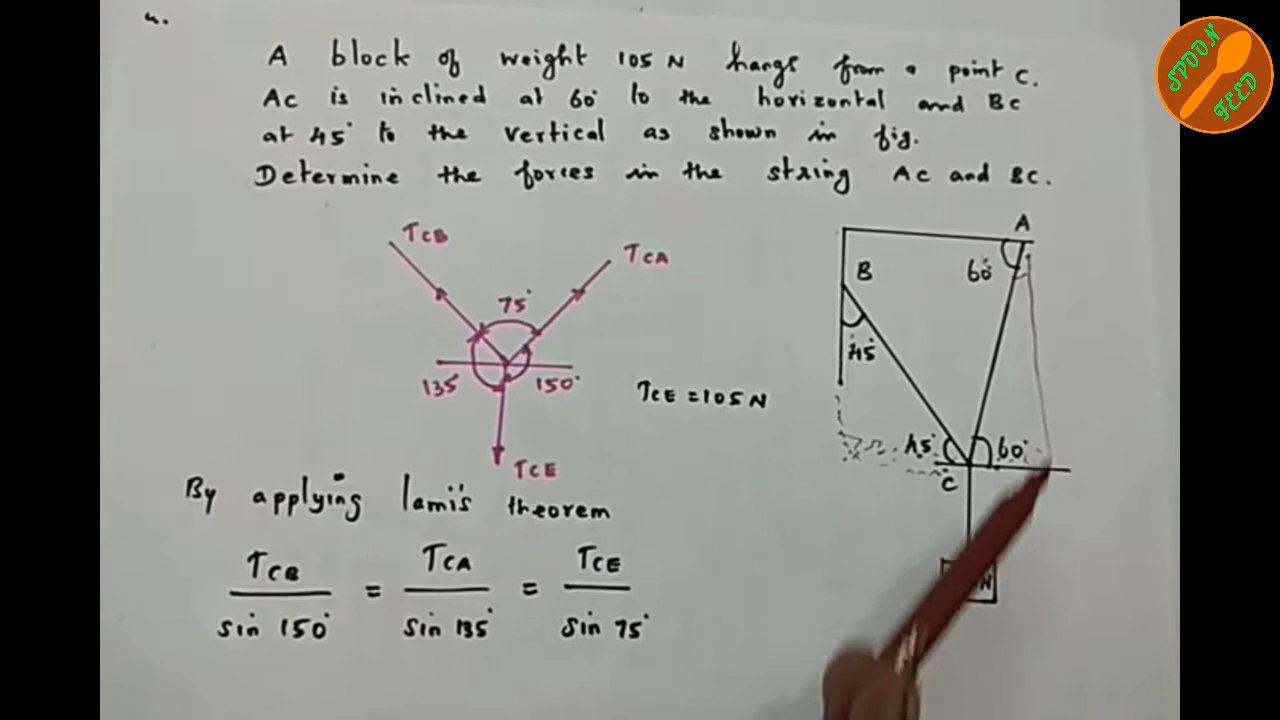 4.
A block of weight 105 N hangs from a point C.
AC is inclined at 60° to the horizontal and BC
at 45° to the vertical as shown in fig.
Determine the forces in the string AC and BC.
SPOON
FEED
TCB
TCA
75°
135°
150°
TCE
TCE = 105 N
A
60°
B
45°
45°
60°
C
N
By applying lami's theorem
TCB / sin 150° = TCA / sin 135° = TCE / sin 75°